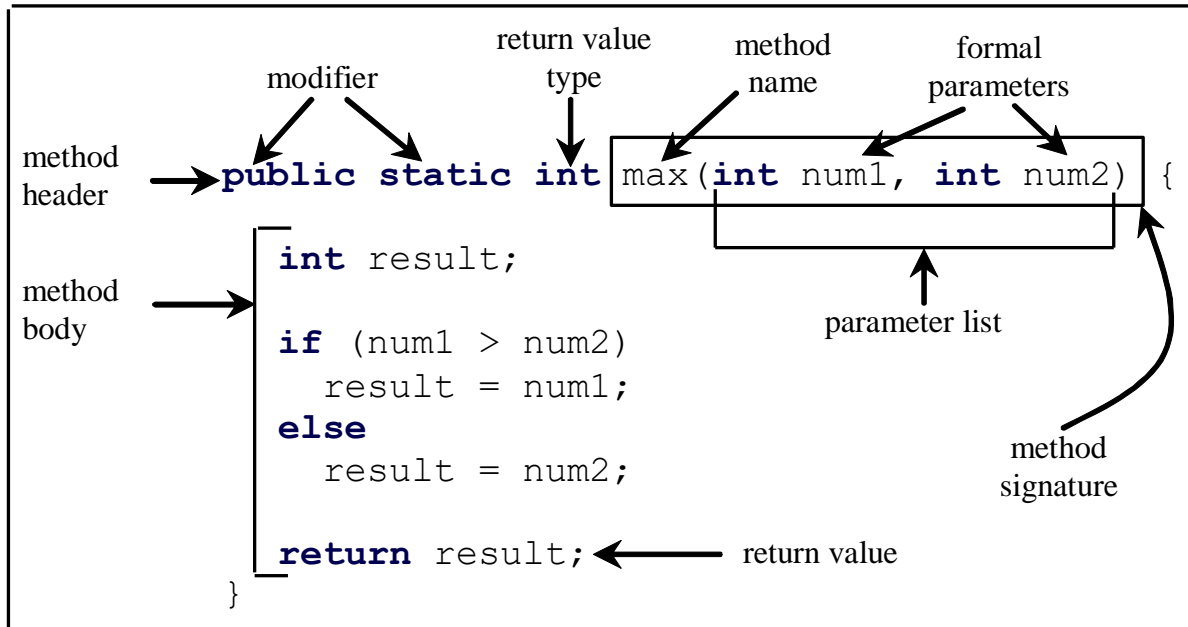 return value
type
method
name
formal
parameters
modifier
method
header
public static int max(int num1, int num2) {
int result;
method
body
parameter list
if (num1 > num2)
result = num1;
else
result = num2;
method
signature
return result;
return value
}